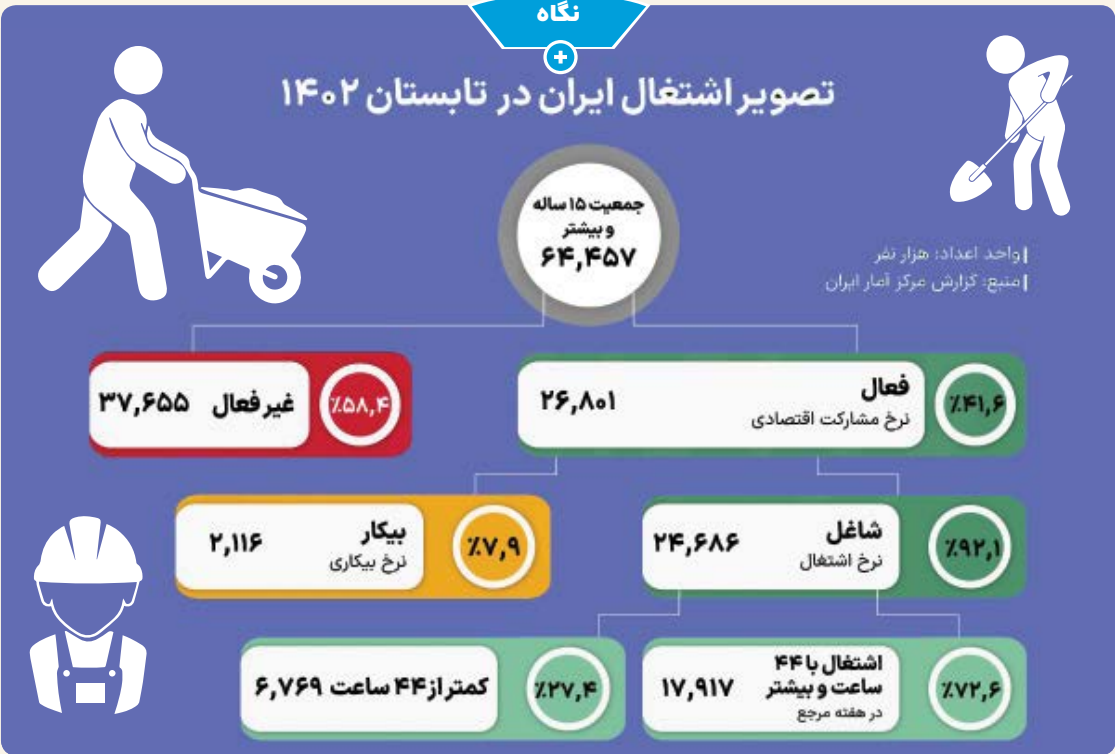 نگاه
تصویر اشتغال ایران در تابستان ۱۴۰۲
جمعیت ۱۵ ساله
و بیشتر
۶۴,۴۵۷
واحد اعداد: هزار نفر
منبع: گزارش مرکز آمار ایران
٪۴۱,۶
فعال
نرخ مشارکت اقتصادی
۲۶,۸۰۱
٪۵۸,۴
غیر فعال ۳۷,۶۵۵
٪۹۲,۱
شاغل
نرخ اشتغال
۲۴,۶۸۶
٪۷,۹
بیکار
نرخ بیکاری
۲,۱۱۶
٪۷۲,۶
اشتغال با ۴۴
ساعت و بیشتر
در هفته مرجع
۱۷,۹۱۷
٪۲۷,۴
کمتر از ۴۴ ساعت ۶,۷۶۹